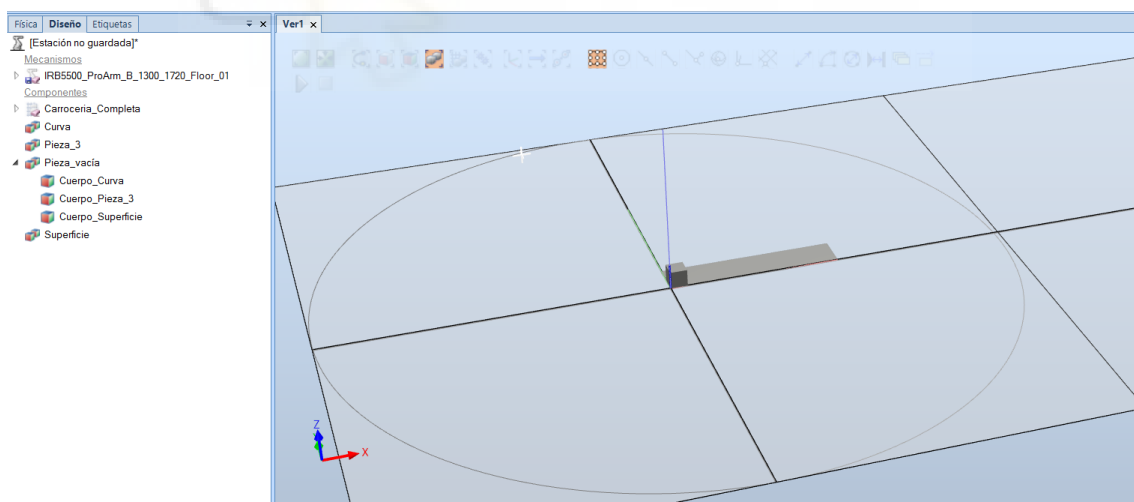 Física Diseño Etiquetas
[Estación no guardada]*
Mecanismos
IRB5500_ProArm_B_1300_1720_Floor_01
Componentes
Carroceria_Completa
Curva
Pieza_3
Pieza_vacía
Cuerpo_Curva
Cuerpo_Pieza_3
Cuerpo_Superficie
Superficie
Ver1
Z
X